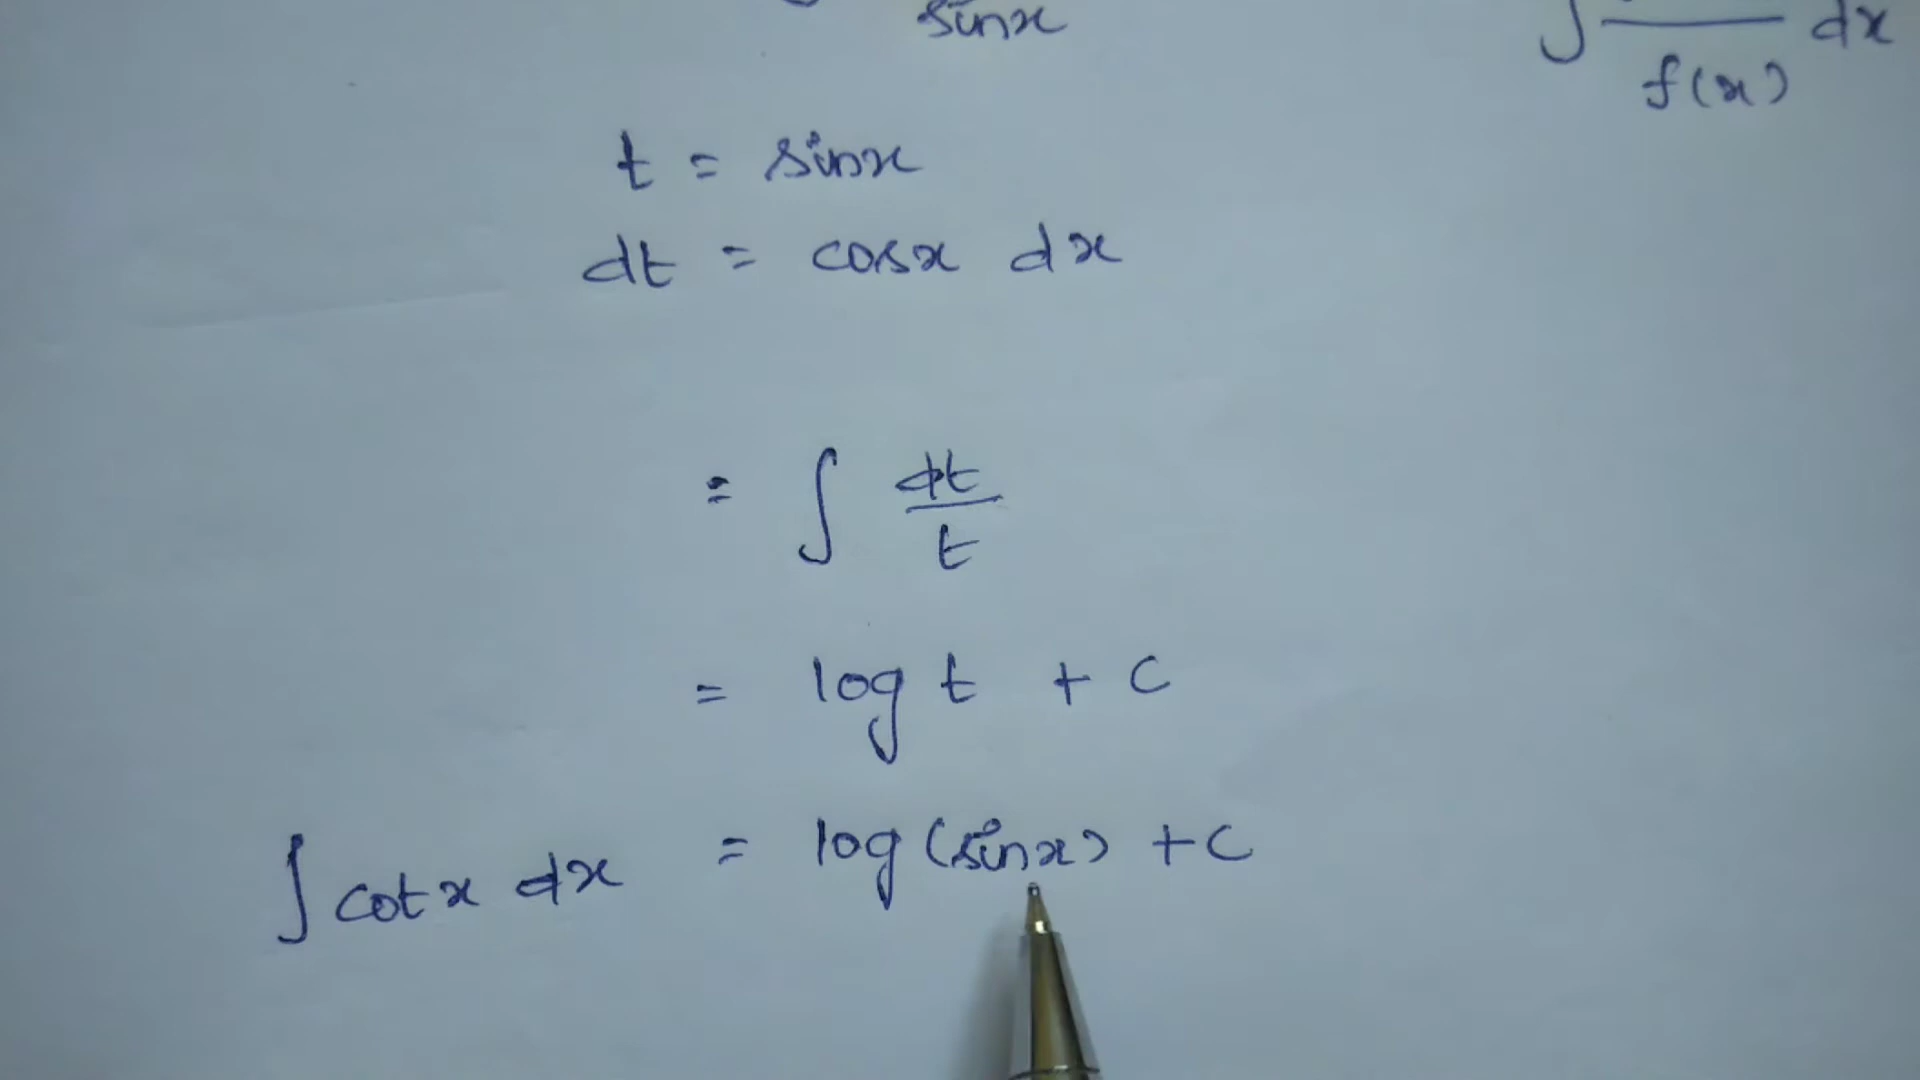 sinx
∫ —— dx
f(x)
t = sinx
dt = cosx dx
= ∫ dt/t
= log t + c
∫ cotx dx = log (sinx) + c